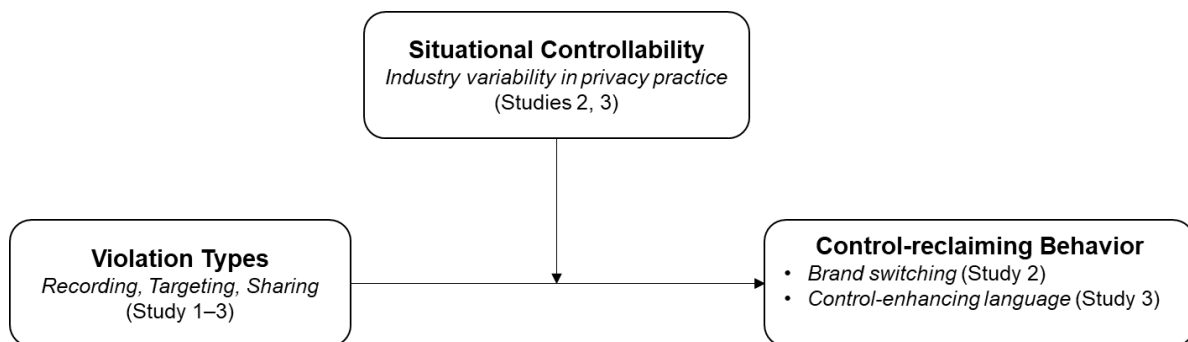 Situational Controllability
Industry variability in privacy practice
(Studies 2, 3)
Violation Types
Recording, Targeting, Sharing
(Study 1–3)
Control-reclaiming Behavior
• Brand switching (Study 2)
• Control-enhancing language (Study 3)